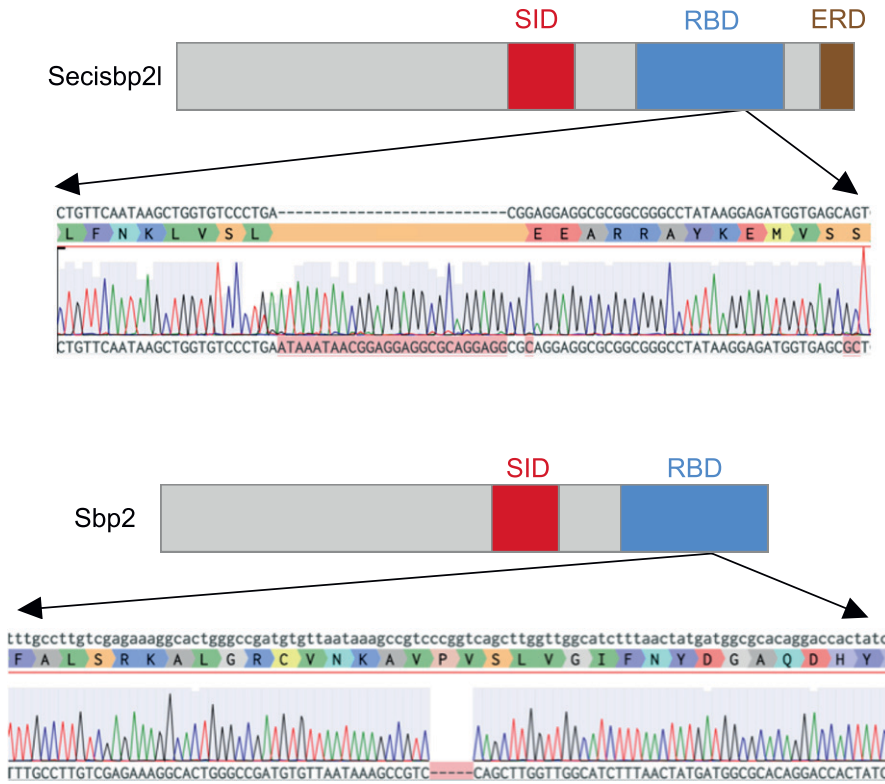 SID RBD ERD
Secisbp2l
CTGTTCAATAAGCTGGTGTCCCTGA-----------------------CGGAGGAGGCGCGGCGGGCCTATAAGGAGATGGTGAGCAGT
L F N K L V S L E E A R R A Y K E M V S S
CTGTTCAATAAGCTGGTGTCCCTGAATAAATAACGGAGGAGGCGCAGGAGGCGCAGGAGGCGCGGCGGGCCTATAAGGAGATGGTGAGCGCT
SID RBD
Sbp2
tttgccttgtcgagaaaggcactgggccgatgtgttaataaagccgtcccggtcagcttggttggcatctttaactatgatggcgcacaggaccactatc
F A L S R K A L G R C V N K A V P V S L V G I F N Y D G A Q D H Y
TTTGCCTTGTCGAGAAAGGCACTGGGCCGATGTGTTAATAAAGCCGTC-----CAGCTTGGTTGGCATCTTTAACTATGATGGCGCACAGGACCACTATC